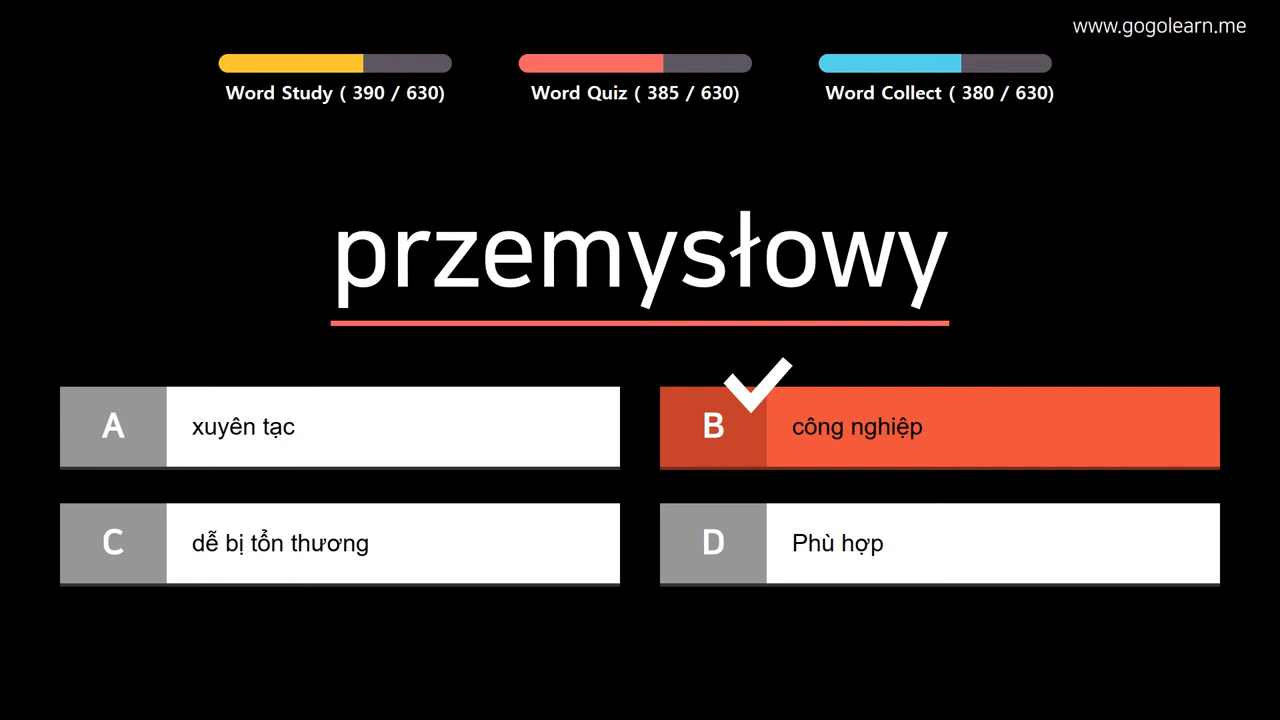 www.gogolearn.me
Word Study ( 390 / 630)
Word Quiz ( 385 / 630)
Word Collect ( 380 / 630)
przemysłowy
A xuyên tạc
B công nghiệp
C dễ bị tổn thương
D Phù hợp